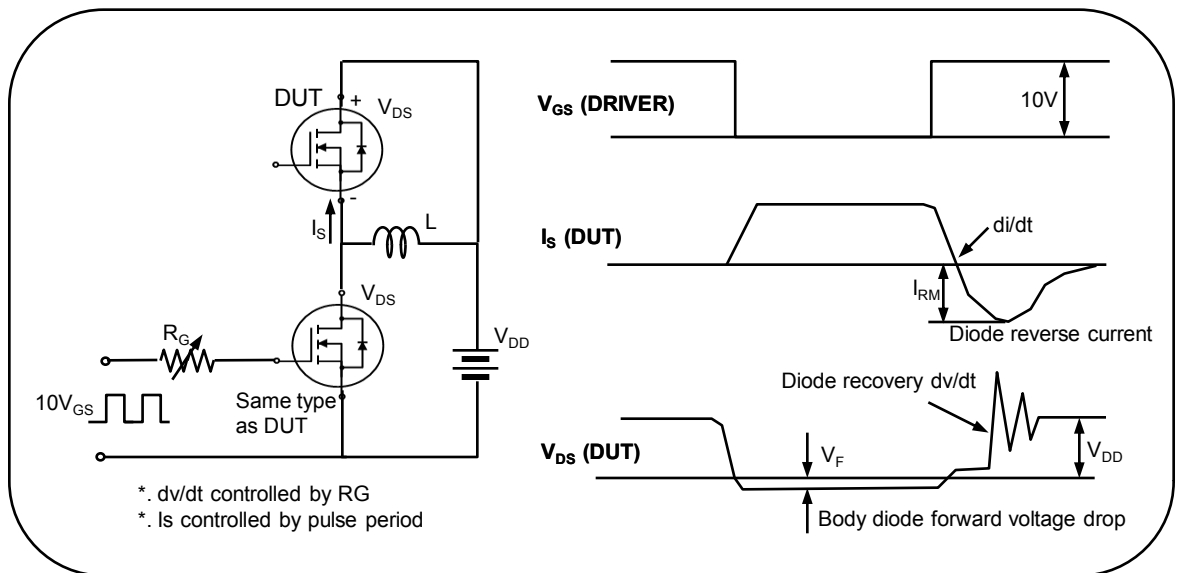 DUT
+
V_DS
-
I_S
L
V_DS
R_G
V_DD
10V_GS
Same type
as DUT
*. dv/dt controlled by RG
*. Is controlled by pulse period
V_GS (DRIVER)
10V
I_S (DUT)
di/dt
I_RM
Diode reverse current
Diode recovery dv/dt
V_DS (DUT)
V_F
V_DD
Body diode forward voltage drop